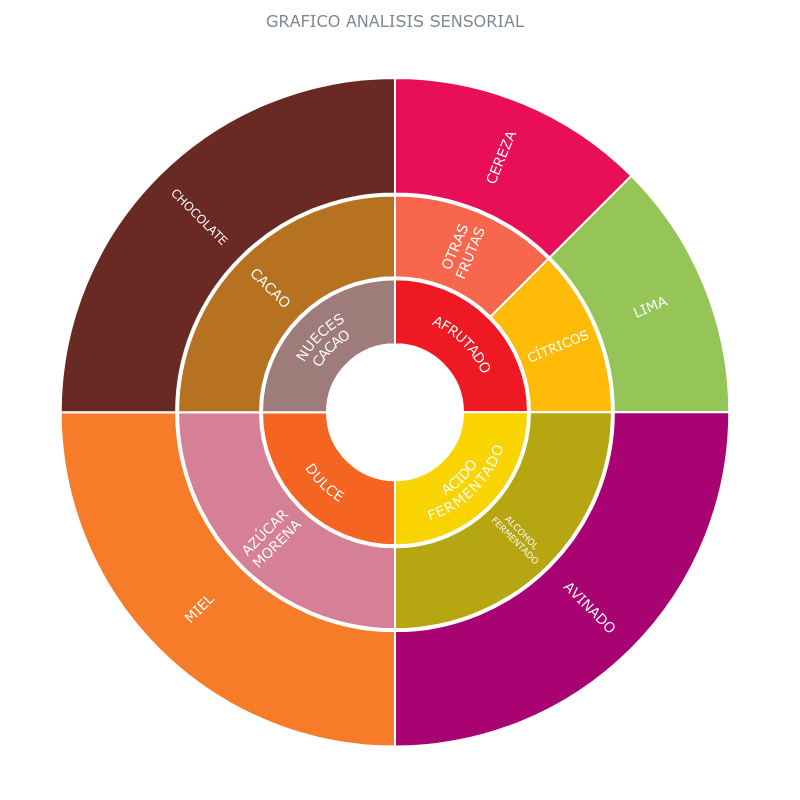 GRAFICO ANALISIS SENSORIAL
CEREZA
LIMA
AVINADO
MIEL
CHOCOLATE
OTRAS
FRUTAS
CÍTRICOS
ALCOHOL
FERMENTADO
AZÚCAR
MORENA
CACAO
AFRUTADO
ACIDO
FERMENTADO
DULCE
NUECES
CACAO